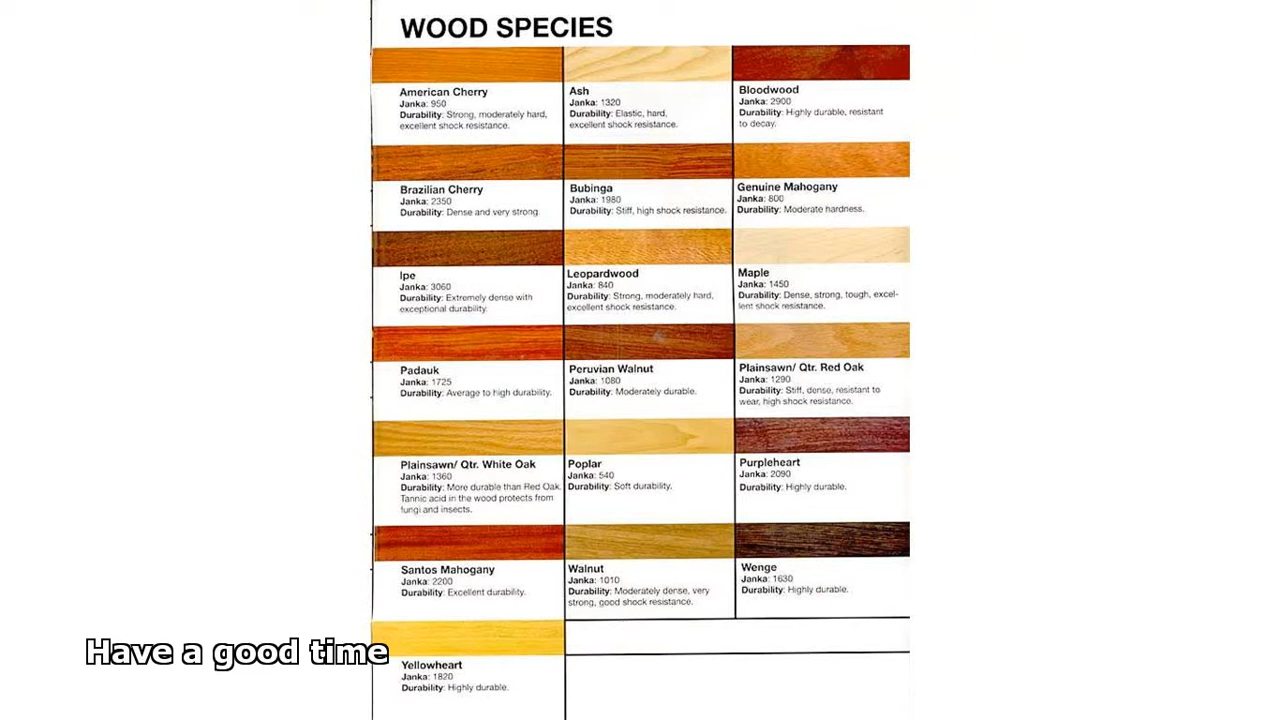 WOOD SPECIES
American Cherry
Janka: 950
Durability: Strong, moderately hard,
excellent shock resistance.
Ash
Janka: 1320
Durability: Elastic, hard,
excellent shock resistance.
Bloodwood
Janka: 2900
Durability: Highly durable, resistant
to decay.
Brazilian Cherry
Janka: 2350
Durability: Dense and very strong.
Bubinga
Janka: 1980
Durability: Stiff, high shock resistance.
Genuine Mahogany
Janka: 800
Durability: Moderate hardness.
Ipe
Janka: 3060
Durability: Extremely dense with
exceptional durability.
Leopardwood
Janka: 840
Durability: Strong, moderately hard,
excellent shock resistance.
Maple
Janka: 1450
Durability: Dense, strong, tough, excel-
lent shock resistance.
Padauk
Janka: 1725
Durability: Average to high durability.
Peruvian Walnut
Janka: 1080
Durability: Moderately durable.
Plainsawn/ Qtr. Red Oak
Janka: 1290
Durability: Stiff, dense, resistant to
wear, high shock resistance.
Plainsawn/ Qtr. White Oak
Janka: 1360
Durability: More durable than Red Oak.
Tannic acid in the wood protects from
fungi and insects.
Poplar
Janka: 540
Durability: Soft durability.
Purpleheart
Janka: 2090
Durability: Highly durable.
Santos Mahogany
Janka: 2200
Durability: Excellent durability.
Walnut
Janka: 1010
Durability: Moderately dense, very
strong, good shock resistance.
Wenge
Janka: 1630
Durability: Highly durable.
Yellowheart
Janka: 1820
Durability: Highly durable.
Have a good time